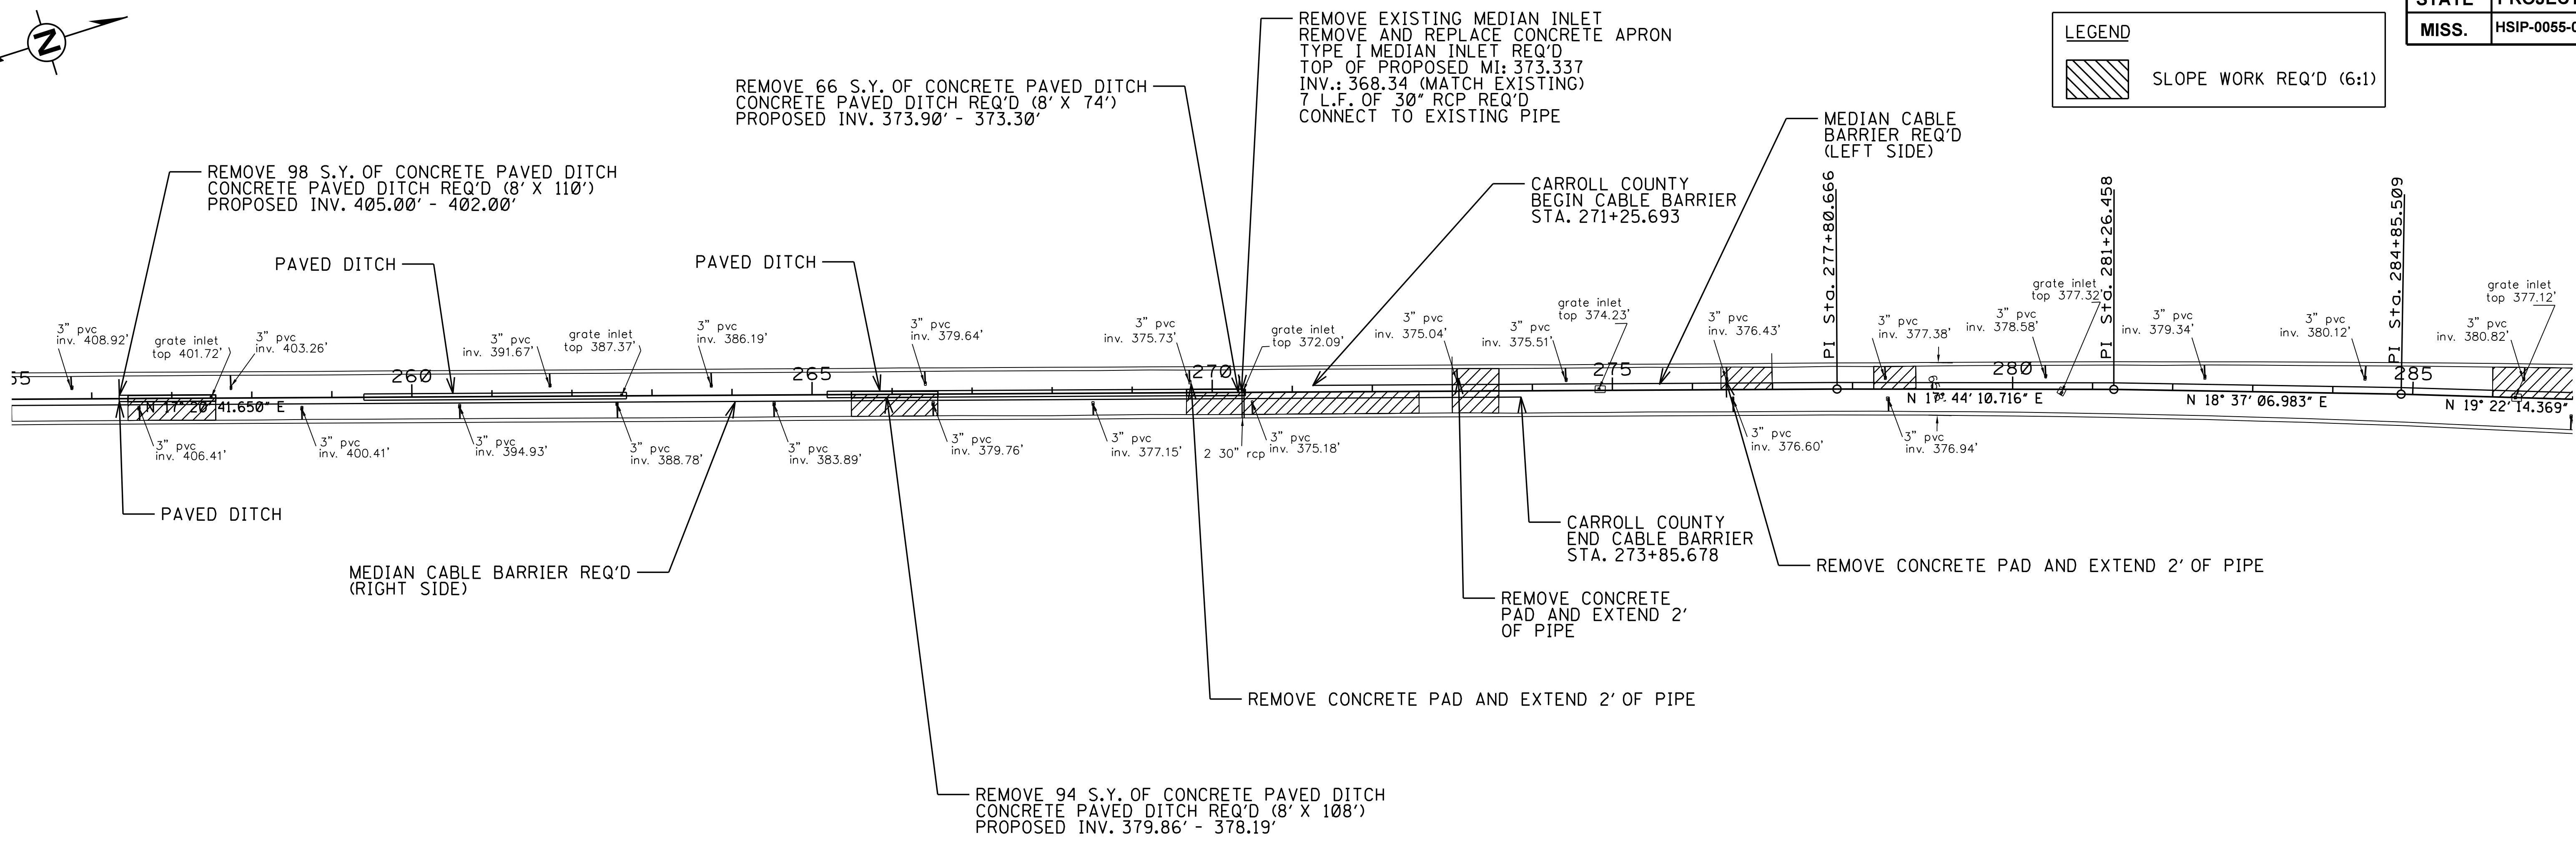 N
STATE
PROJECT
MISS.
HSIP-0055-0
LEGEND
SLOPE WORK REQ'D (6:1)
REMOVE EXISTING MEDIAN INLET
REMOVE AND REPLACE CONCRETE APRON
TYPE I MEDIAN INLET REQ'D
TOP OF PROPOSED MI: 373.337
INV.: 368.34 (MATCH EXISTING)
7 L.F. OF 30" RCP REQ'D
CONNECT TO EXISTING PIPE
REMOVE 66 S.Y. OF CONCRETE PAVED DITCH
CONCRETE PAVED DITCH REQ'D (8' X 74')
PROPOSED INV. 373.90' - 373.30'
MEDIAN CABLE
BARRIER REQ'D
(LEFT SIDE)
REMOVE 98 S.Y. OF CONCRETE PAVED DITCH
CONCRETE PAVED DITCH REQ'D (8' X 110')
PROPOSED INV. 405.00' - 402.00'
CARROLL COUNTY
BEGIN CABLE BARRIER
STA. 271+25.693
PI Sta. 277+80.666
PI Sta. 281+26.458
PI Sta. 284+85.509
PAVED DITCH
PAVED DITCH
3" pvc
inv. 408.92'
grate inlet
top 401.72'
3" pvc
inv. 403.26'
3" pvc
inv. 391.67'
grate inlet
top 387.37'
3" pvc
inv. 386.19'
3" pvc
inv. 379.64'
3" pvc
inv. 375.73'
grate inlet
top 372.09'
3" pvc
inv. 375.04'
3" pvc
inv. 375.51'
grate inlet
top 374.23'
3" pvc
inv. 376.43'
3" pvc
inv. 377.38'
3" pvc
inv. 378.58'
grate inlet
top 377.32'
3" pvc
inv. 379.34'
3" pvc
inv. 380.12'
3" pvc
inv. 380.82'
grate inlet
top 377.12'
260
265
270
275
280
285
N 17° 20' 41.650" E
N 17° 44' 10.716" E
N 18° 37' 06.983" E
N 19° 22' 14.369"
3" pvc
inv. 406.41'
3" pvc
inv. 400.41'
3" pvc
inv. 394.93'
3" pvc
inv. 388.78'
3" pvc
inv. 383.89'
3" pvc
inv. 379.76'
3" pvc
inv. 377.15'
2 30" rcp
3" pvc
inv. 375.18'
3" pvc
inv. 376.60'
3" pvc
inv. 376.94'
PAVED DITCH
MEDIAN CABLE BARRIER REQ'D
(RIGHT SIDE)
CARROLL COUNTY
END CABLE BARRIER
STA. 273+85.678
REMOVE CONCRETE PAD AND EXTEND 2' OF PIPE
REMOVE CONCRETE
PAD AND EXTEND 2'
OF PIPE
REMOVE CONCRETE PAD AND EXTEND 2' OF PIPE
REMOVE 94 S.Y. OF CONCRETE PAVED DITCH
CONCRETE PAVED DITCH REQ'D (8' X 108')
PROPOSED INV. 379.86' - 378.19'